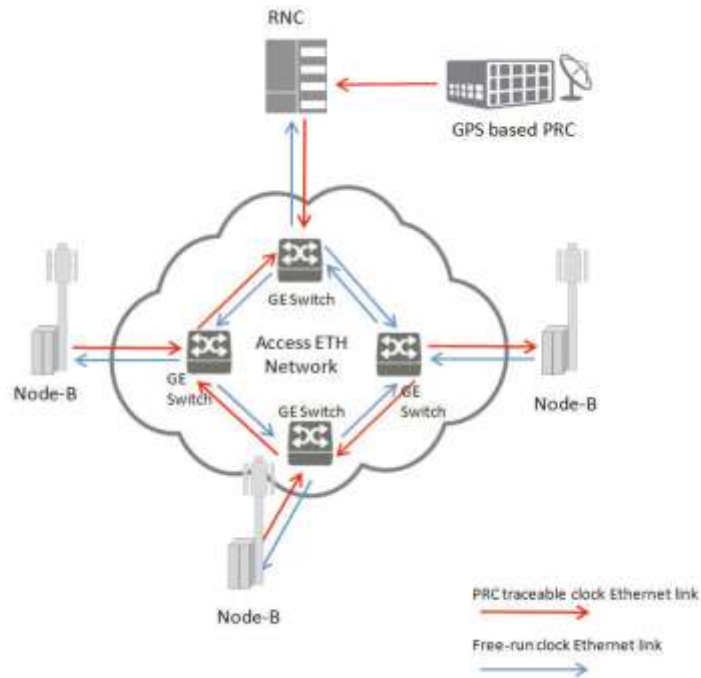 RNC
GPS based PRC
GE Switch
Node-B
GE
Switch
Access ETH
Network
GE
Switch
Node-B
GE Switch
Node-B
PRC traceable clock Ethernet link
Free-run clock Ethernet link